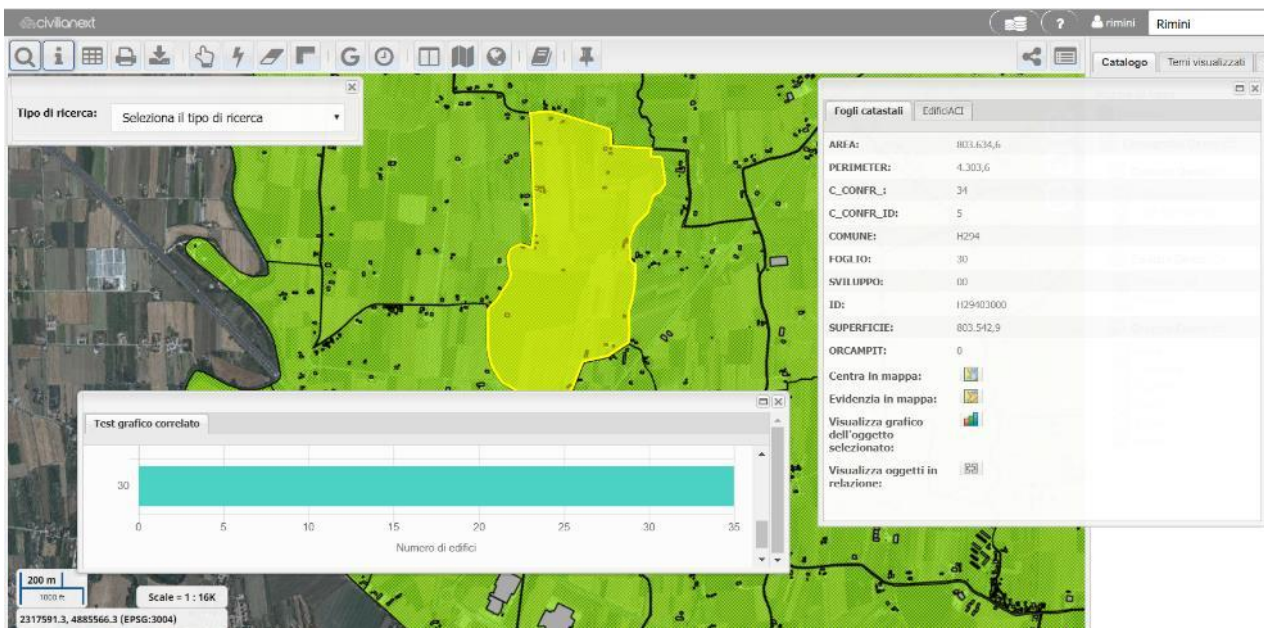 civilianext
?
rimini
Rimini
Catalogo
Temi visualizzati
Tipo di ricerca:
Seleziona il tipo di ricerca
Fogli catastali
EdificiACI
AREA:
803.634,6
PERIMETER:
4.303,6
C_CONFR_:
34
C_CONFR_ID:
5
COMUNE:
H294
FOGLIO:
30
SVILUPPO:
00
ID:
H29403000
SUPERFICIE:
803.542,9
ORCAMPIT:
0
Centra in mappa:
Evidenzia in mappa:
Visualizza grafico
dell'oggetto
selezionato:
Visualizza oggetti in
relazione:
Test grafico correlato
30
0
5
10
15
20
25
30
35
Numero di edifici
200 m
1000 ft
Scale = 1 : 16K
2317591.3, 4885566.3 (EPSG:3004)